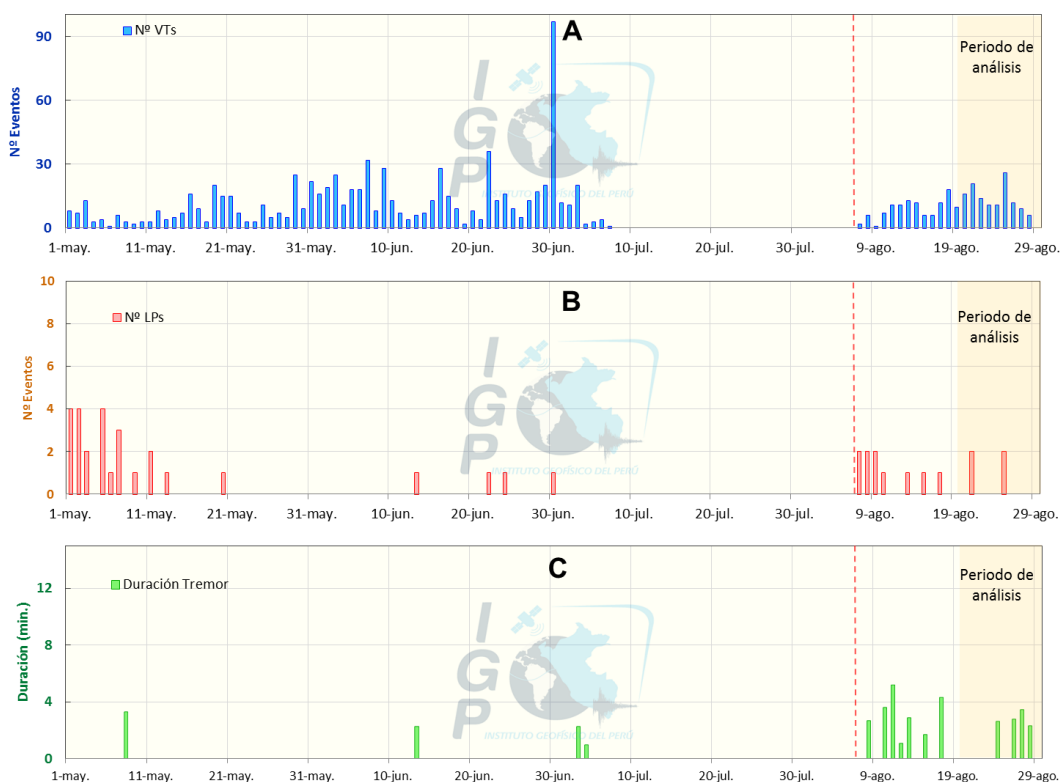 A
Nº VTs
Periodo de
análisis
Nº Eventos
90
60
30
0
IGP
INSTITUTO GEOFÍSICO DEL PERÚ
1-may. 11-may. 21-may. 31-may. 10-jun. 20-jun. 30-jun. 10-jul. 20-jul. 30-jul. 9-ago. 19-ago. 29-ago.
B
Nº LPs
Periodo de
análisis
Nº Eventos
10
8
6
4
2
0
IGP
INSTITUTO GEOFÍSICO DEL PERÚ
1-may. 11-may. 21-may. 31-may. 10-jun. 20-jun. 30-jun. 10-jul. 20-jul. 30-jul. 9-ago. 19-ago. 29-ago.
C
Duración Tremor
Periodo de
análisis
Duración (min.)
12
8
4
0
IGP
INSTITUTO GEOFÍSICO DEL PERÚ
1-may. 11-may. 21-may. 31-may. 10-jun. 20-jun. 30-jun. 10-jul. 20-jul. 30-jul. 9-ago. 19-ago. 29-ago.